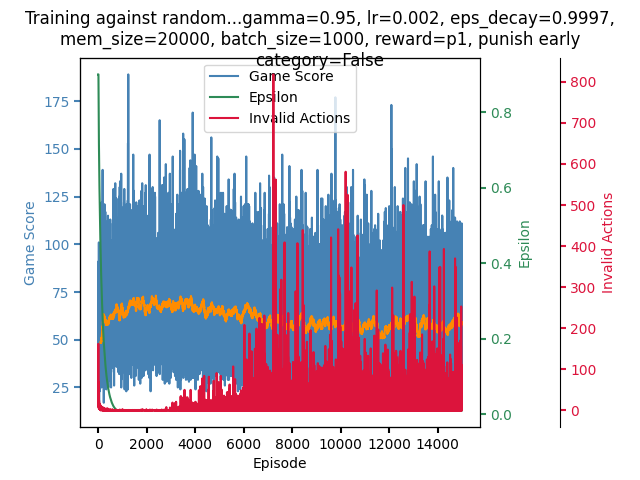 Training against random...gamma=0.95, lr=0.002, eps_decay=0.9997,
mem_size=20000, batch_size=1000, reward=p1, punish early
category=False
Game Score
Epsilon
Invalid Actions
175
150
125
100
75
50
25
Game Score
0.8
0.6
0.4
0.2
0.0
Epsilon
800
700
600
500
400
300
200
100
0
Invalid Actions
0 2000 4000 6000 8000 10000 12000 14000
Episode